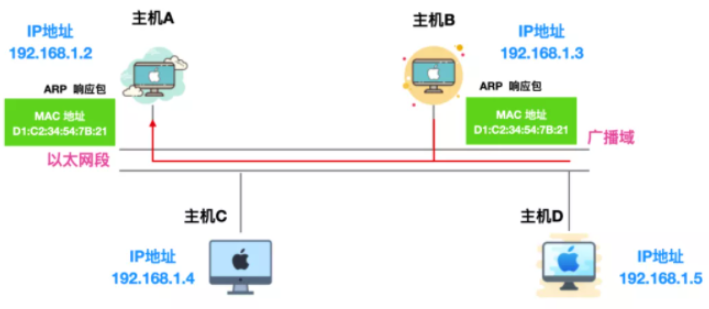 主机A
IP地址
192.168.1.2
ARP 响应包
MAC 地址
D1:C2:34:54:7B:21
主机B
IP地址
192.168.1.3
ARP 响应包
MAC 地址
D1:C2:34:54:7B:21
以太网段
广播域
主机C
IP地址
192.168.1.4
主机D
IP地址
192.168.1.5